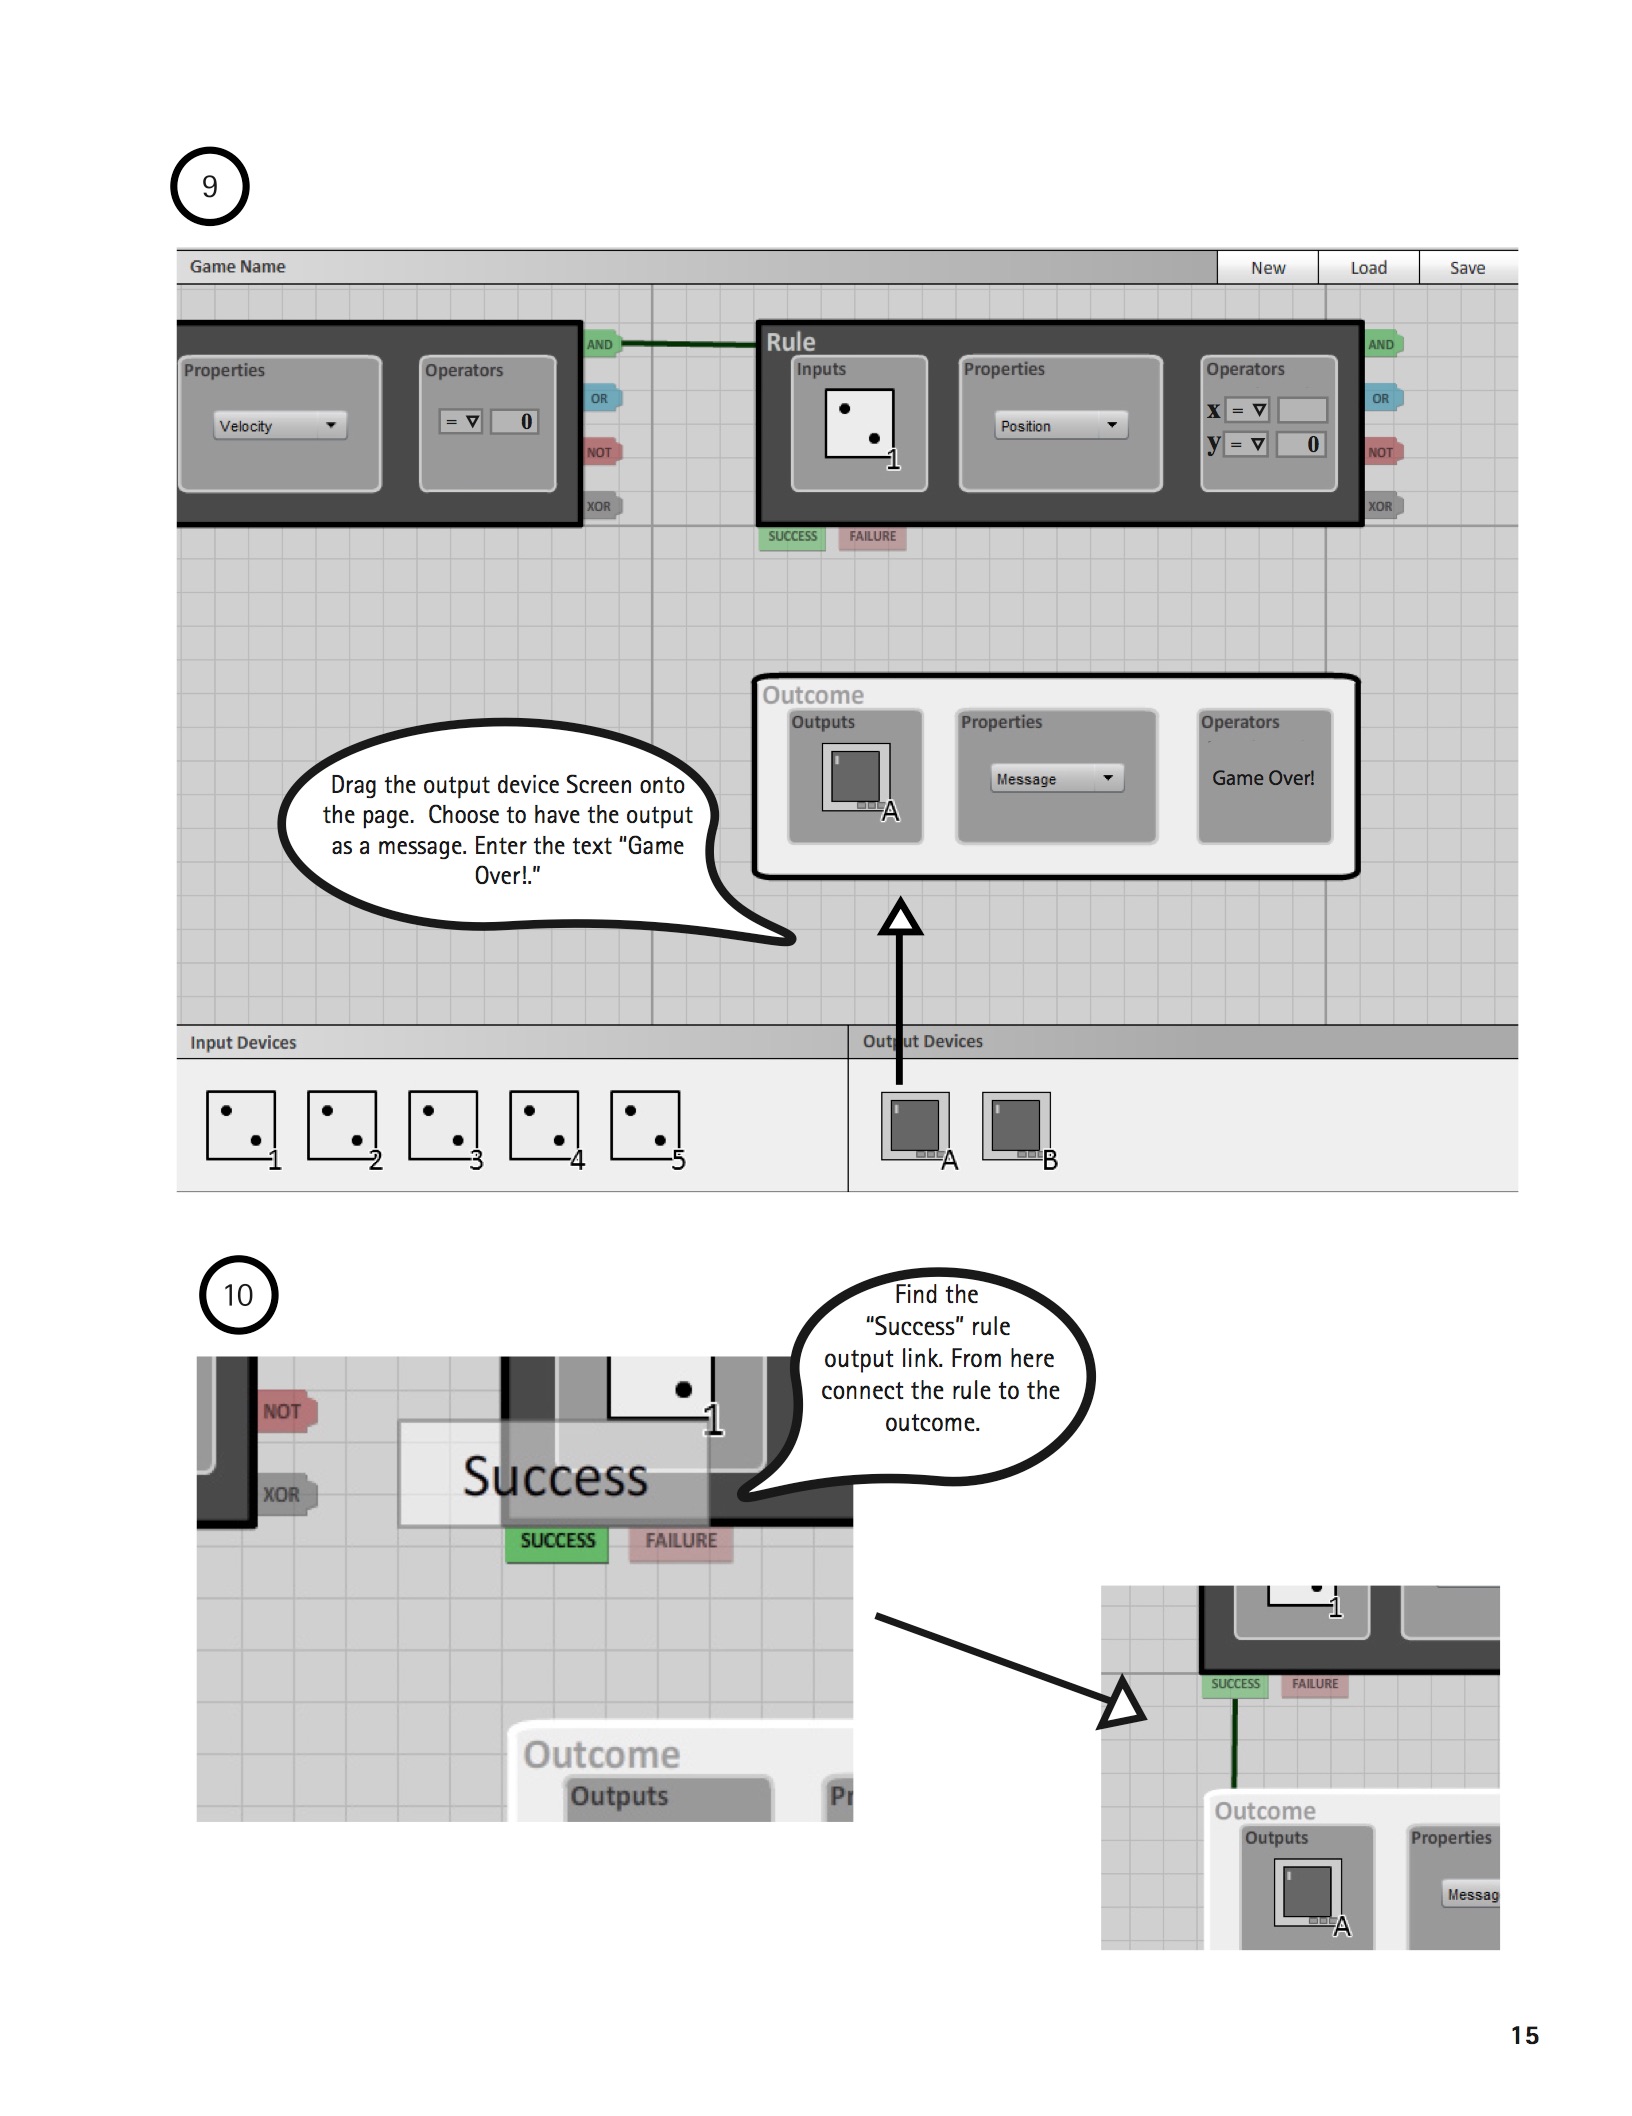 9
Game Name
New
Load
Save
Properties
Velocity
Operators
= 0
AND
OR
NOT
XOR
Rule
Inputs
1
Properties
Position
Operators
x =
y = 0
AND
OR
NOT
XOR
SUCCESS
FAILURE
Outcome
Outputs
A
Properties
Message
Operators
Game Over!
Drag the output device Screen onto
the page. Choose to have the output
as a message. Enter the text “Game
Over!.”
Input Devices
Output Devices
1
2
3
4
5
A
B
10
Find the
“Success” rule
output link. From here
connect the rule to the
outcome.
NOT
XOR
1
Success
SUCCESS
FAILURE
Outcome
Outputs
Pr
1
SUCCESS
FAILURE
Outcome
Outputs
A
Properties
Messag
15